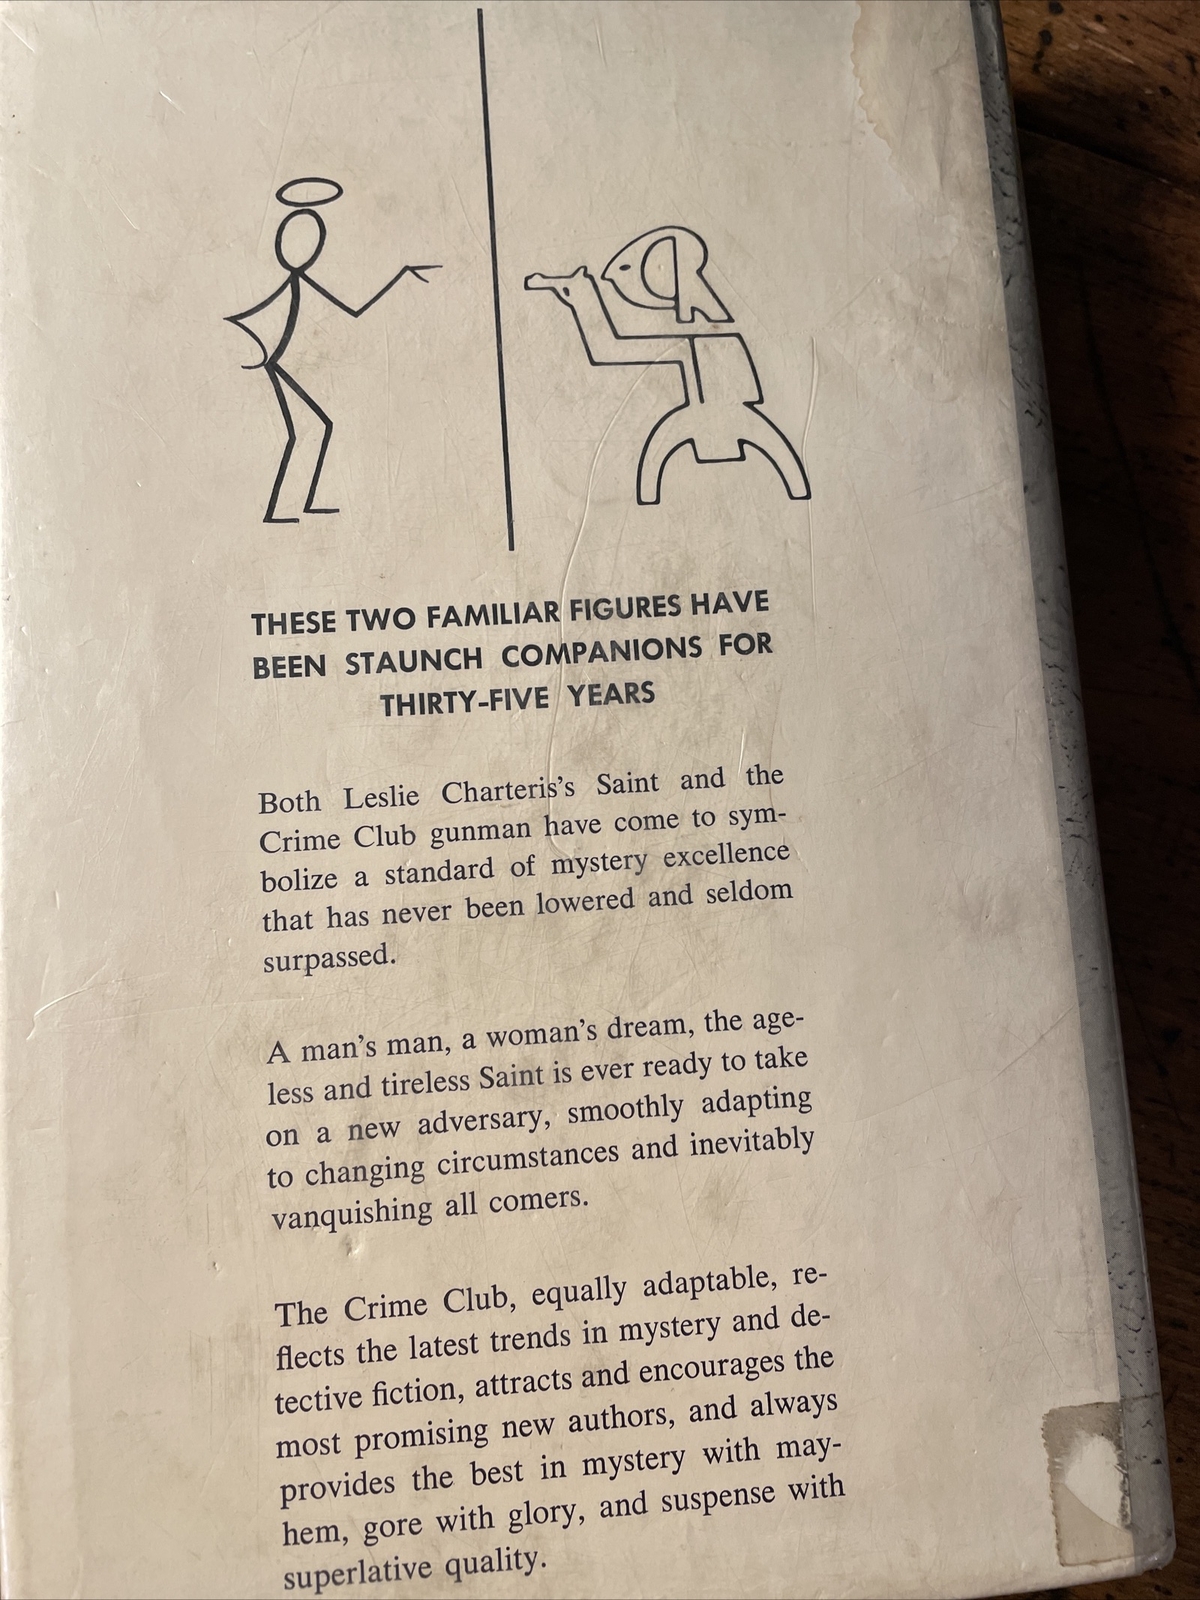 THESE TWO FAMILIAR FIGURES HAVE
BEEN STAUNCH COMPANIONS FOR
THIRTY-FIVE YEARS
Both Leslie Charteris's Saint and the
Crime Club gunman have come to sym-
bolize a standard of mystery excellence
that has never been lowered and seldom
surpassed.
A man's man, a woman's dream, the age-
less and tireless Saint is ever ready to take
on a new adversary, smoothly adapting
to changing circumstances and inevitably
vanquishing all comers.
The Crime Club, equally adaptable, re-
flects the latest trends in mystery and de-
tective fiction, attracts and encourages the
most promising new authors, and always
provides the best in mystery with may-
hem, gore with glory, and suspense with
superlative quality.